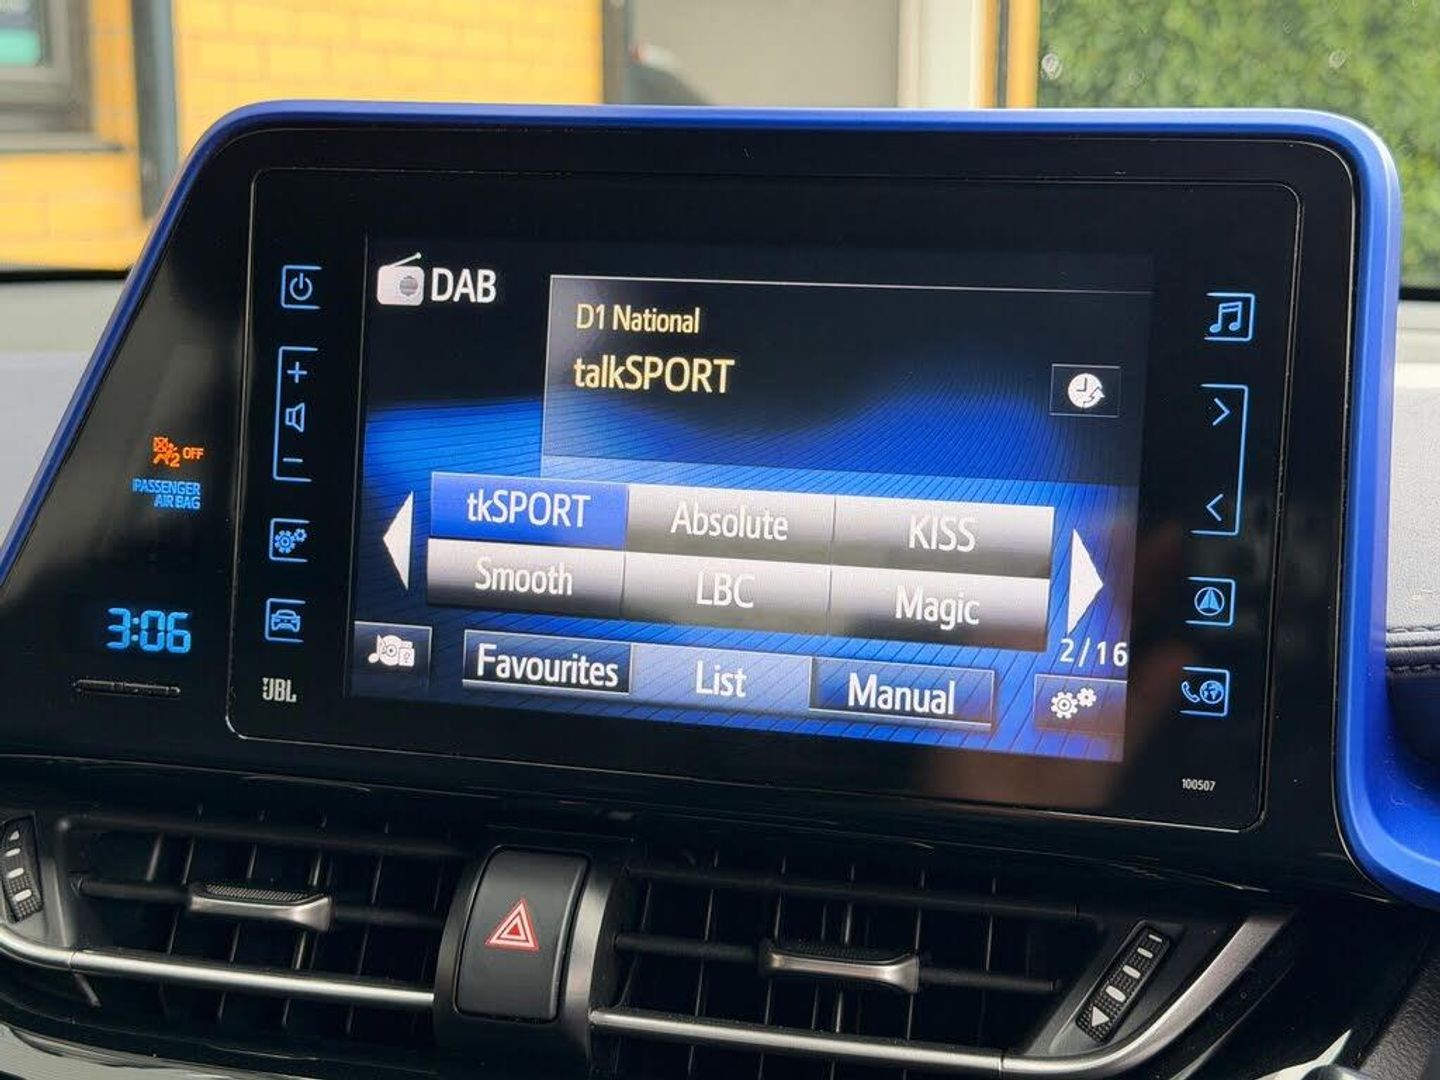 DAB
D1 National
talkSPORT
tkSPORT Absolute KISS
Smooth LBC Magic
2/16
Favourites List Manual
2 OFF
PASSENGER
AIR BAG
3:06
JBL
100507